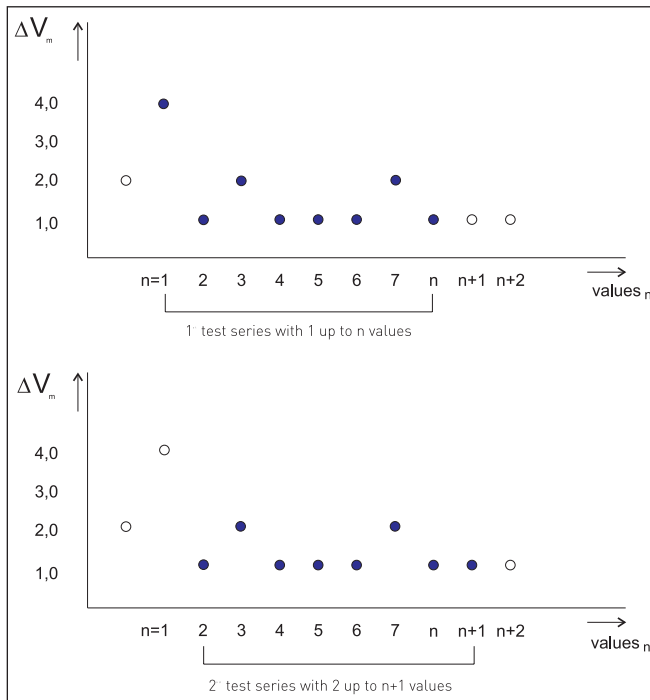 ΔVm
4,0
3,0
2,0
1,0
n=1 2 3 4 5 6 7 n n+1 n+2
values n
1¨ test series with 1 up to n values
ΔVm
4,0
3,0
2,0
1,0
n=1 2 3 4 5 6 7 n n+1 n+2
values n
2¨ test series with 2 up to n+1 values